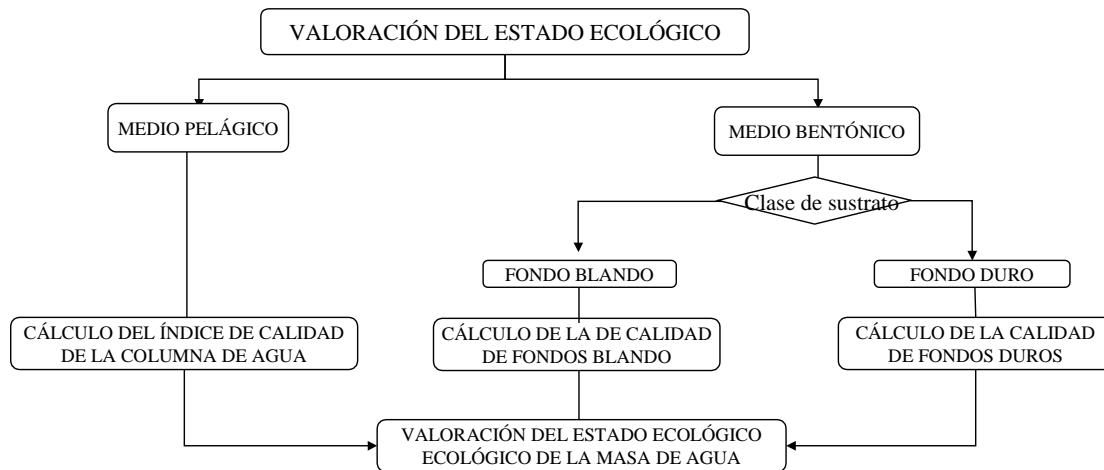 VALORACIÓN DEL ESTADO ECOLÓGICO
MEDIO PELÁGICO
MEDIO BENTÓNICO
Clase de sustrato
FONDO BLANDO
FONDO DURO
CÁLCULO DEL ÍNDICE DE CALIDAD
DE LA COLUMNA DE AGUA
CÁLCULO DE LA DE CALIDAD
DE FONDOS BLANDO
CÁLCULO DE LA CALIDAD
DE FONDOS DUROS
VALORACIÓN DEL ESTADO ECOLÓGICO
ECOLÓGICO DE LA MASA DE AGUA